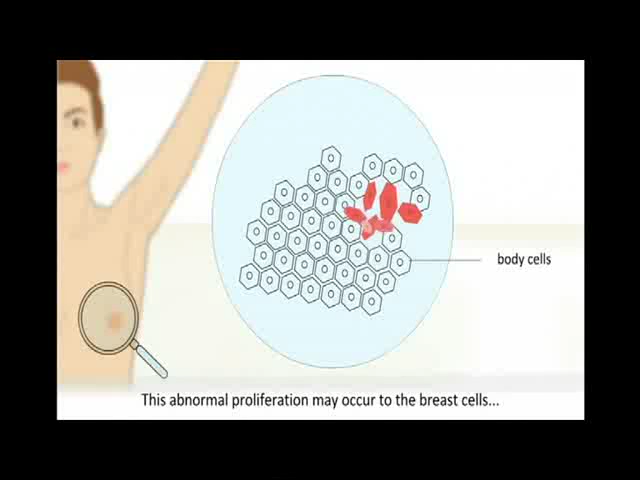 body cells
This abnormal proliferation may occur to the breast cells...